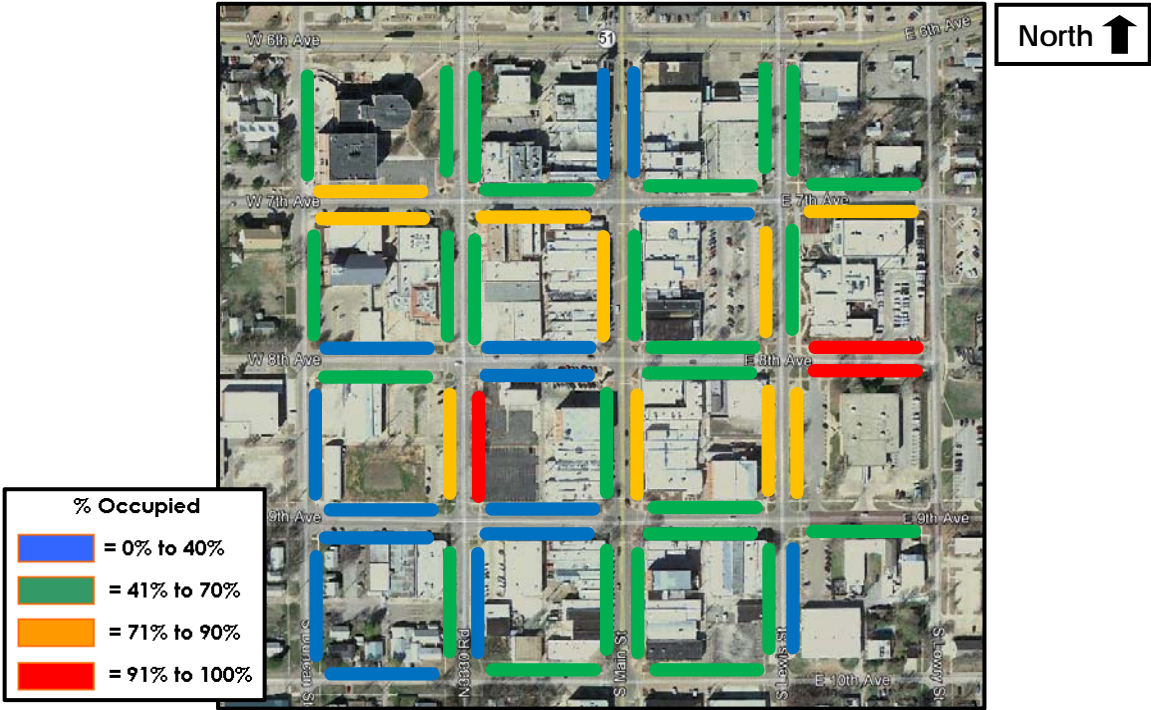 W 6th Ave
51
E 6th Ave
North
W 7th Ave
E 7th Ave
W 8th Ave
E 8th Ave
% Occupied
= 0% to 40%
= 41% to 70%
= 71% to 90%
= 91% to 100%
9th Ave
E 9th Ave
N3330 Rd
S Main St
S Lewis St
S Lowry St
E 10th Ave